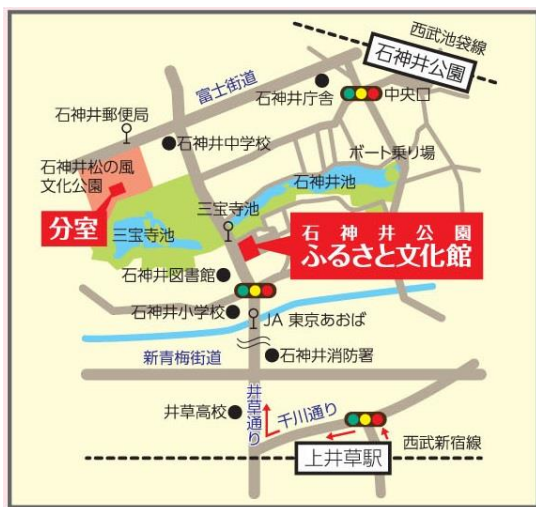 西武池袋線
石神井公園
富士街道
石神井庁舎
中央口
石神井郵便局
石神井中学校
ボート乗り場
石神井松の風
文化公園
石神井池
分室
三宝寺池
三宝寺池
石神井公園
ふるさと文化館
石神井図書館
石神井小学校
JA 東京あおば
新青梅街道
石神井消防署
井草高校
井草通り
千川通り
西武新宿線
上井草駅